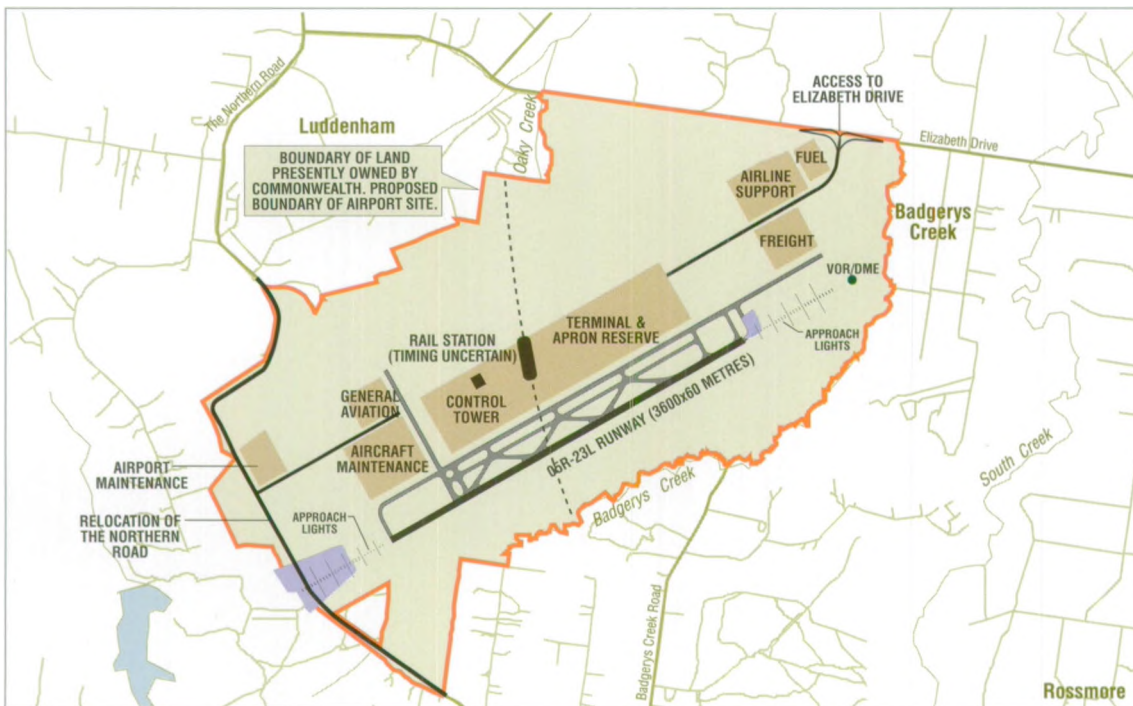 The Northern Road
Luddenham
Oaky Creek
ACCESS TO
ELIZABETH DRIVE
Elizabeth Drive
BOUNDARY OF LAND
PRESENTLY OWNED BY
COMMONWEALTH. PROPOSED
BOUNDARY OF AIRPORT SITE.
FUEL
AIRLINE
SUPPORT
FREIGHT
Badgerys
Creek
VOR/DME
APPROACH
LIGHTS
TERMINAL &
APRON RESERVE
RAIL STATION
(TIMING UNCERTAIN)
CONTROL
TOWER
GENERAL
AVIATION
AIRCRAFT
MAINTENANCE
05R-23L RUNWAY (3600x60 METRES)
AIRPORT
MAINTENANCE
RELOCATION OF
THE NORTHERN
ROAD
APPROACH
LIGHTS
Badgerys Creek
South Creek
Badgerys Creek Road
Rossmore